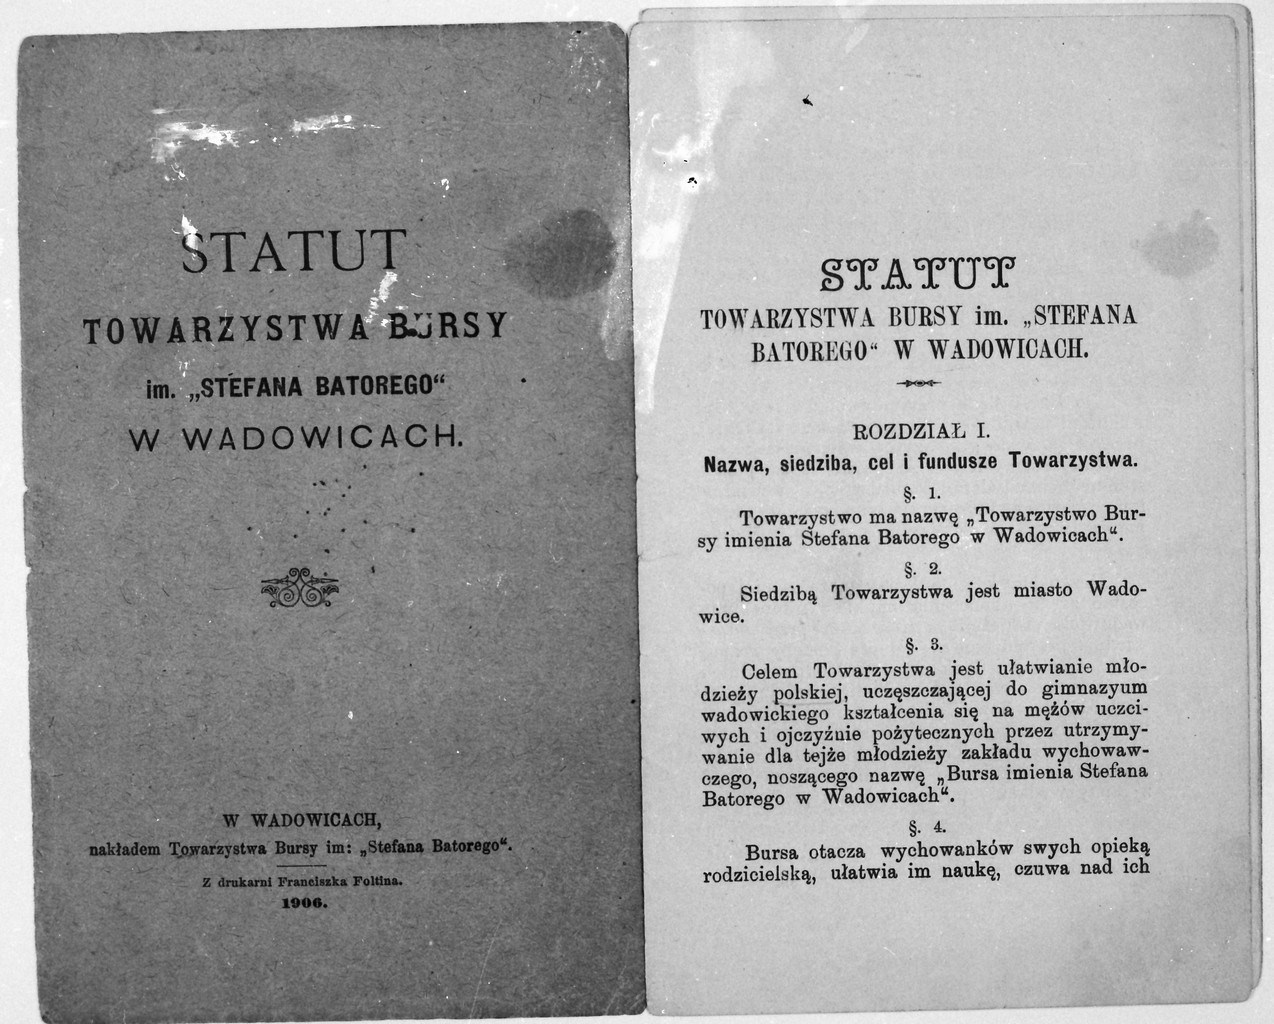 STATUT
TOWARZYSTWA BURSY
im. „STEFANA BATOREGO“
W WADOWICACH.
W WADOWICACH,
nakładem Towarzystwa Bursy im: „Stefana Batorego“.
Z drukarni Franciszka Foltina.
1906.
STATUT
TOWARZYSTWA BURSY im. „STEFANA
BATOREGO“ W WADOWICACH.
ROZDZIAŁ I.
Nazwa, siedziba, cel i fundusze Towarzystwa.
§. 1.
Towarzystwo ma nazwę „Towarzystwo Bur-
sy imienia Stefana Batorego w Wadowicach“.
§. 2.
Siedzibą Towarzystwa jest miasto Wado-
wice.
§. 3.
Celem Towarzystwa jest ułatwianie mło-
dzieży polskiej, uczęszczającej do gimnazyum
wadowickiego kształcenia się na mężów uczci-
wych i ojczyźnie pożytecznych przez utrzymy-
wanie dla tejże młodzieży zakładu wychowaw-
czego, noszącego nazwę „Bursa imienia Stefana
Batorego w Wadowicach“.
§. 4.
Bursa otacza wychowanków swych opieką
rodzicielską, ułatwia im naukę, czuwa nad ich